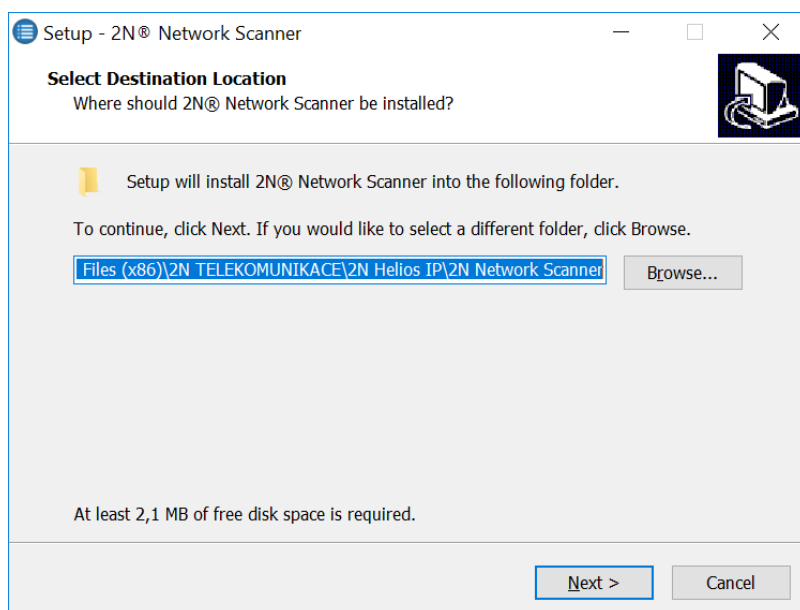 Setup - 2N® Network Scanner
Select Destination Location
Where should 2N® Network Scanner be installed?
Setup will install 2N® Network Scanner into the following folder.
To continue, click Next. If you would like to select a different folder, click Browse.
Files (x86)\2N TELEKOMUNIKACE\2N Helios IP\2N Network Scanner
Browse...
At least 2,1 MB of free disk space is required.
Next >
Cancel